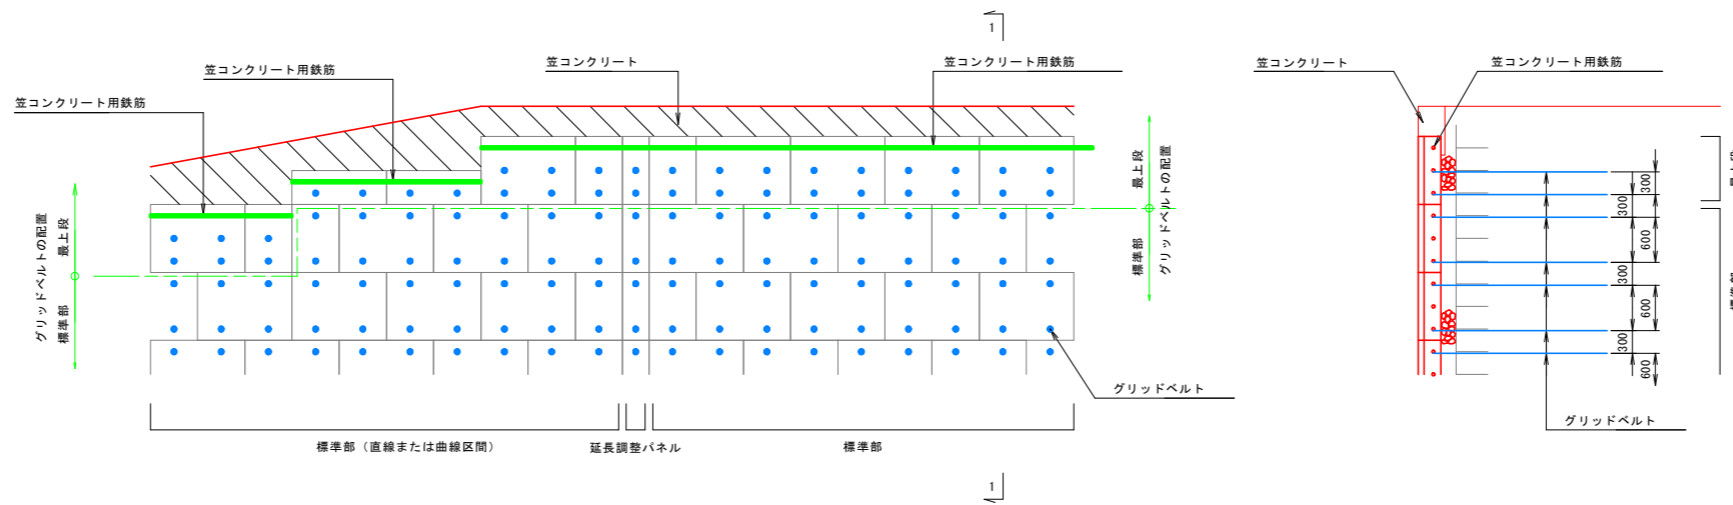 1
笠コンクリート
笠コンクリート用鉄筋
笠コンクリート
笠コンクリート用鉄筋
笠コンクリート用鉄筋
笠コンクリート用鉄筋
グリッドベルトの配置
最上段
標準部
最上段
標準部
グリッドベルトの配置
300
300
600
300
600
300
600
グリッドベルト
グリッドベルト
標準部（直線または曲線区間）
延長調整パネル
標準部
1